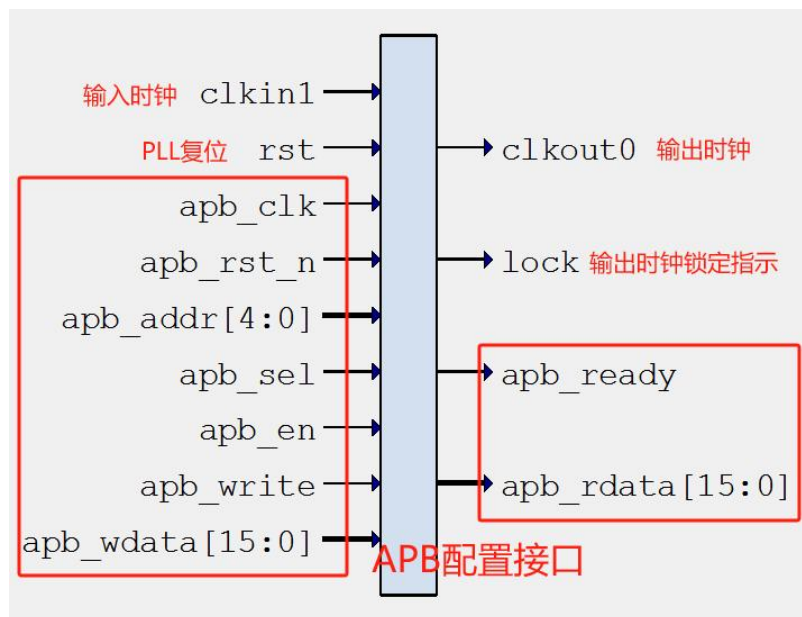 输入时钟 clkin1
PLL复位 rst
clkout0 输出时钟
apb_clk
apb_rst_n
lock 输出时钟锁定指示
apb_addr[4:0]
apb_sel
apb_ready
apb_en
apb_write
apb_rdata[15:0]
apb_wdata[15:0]
APB配置接口